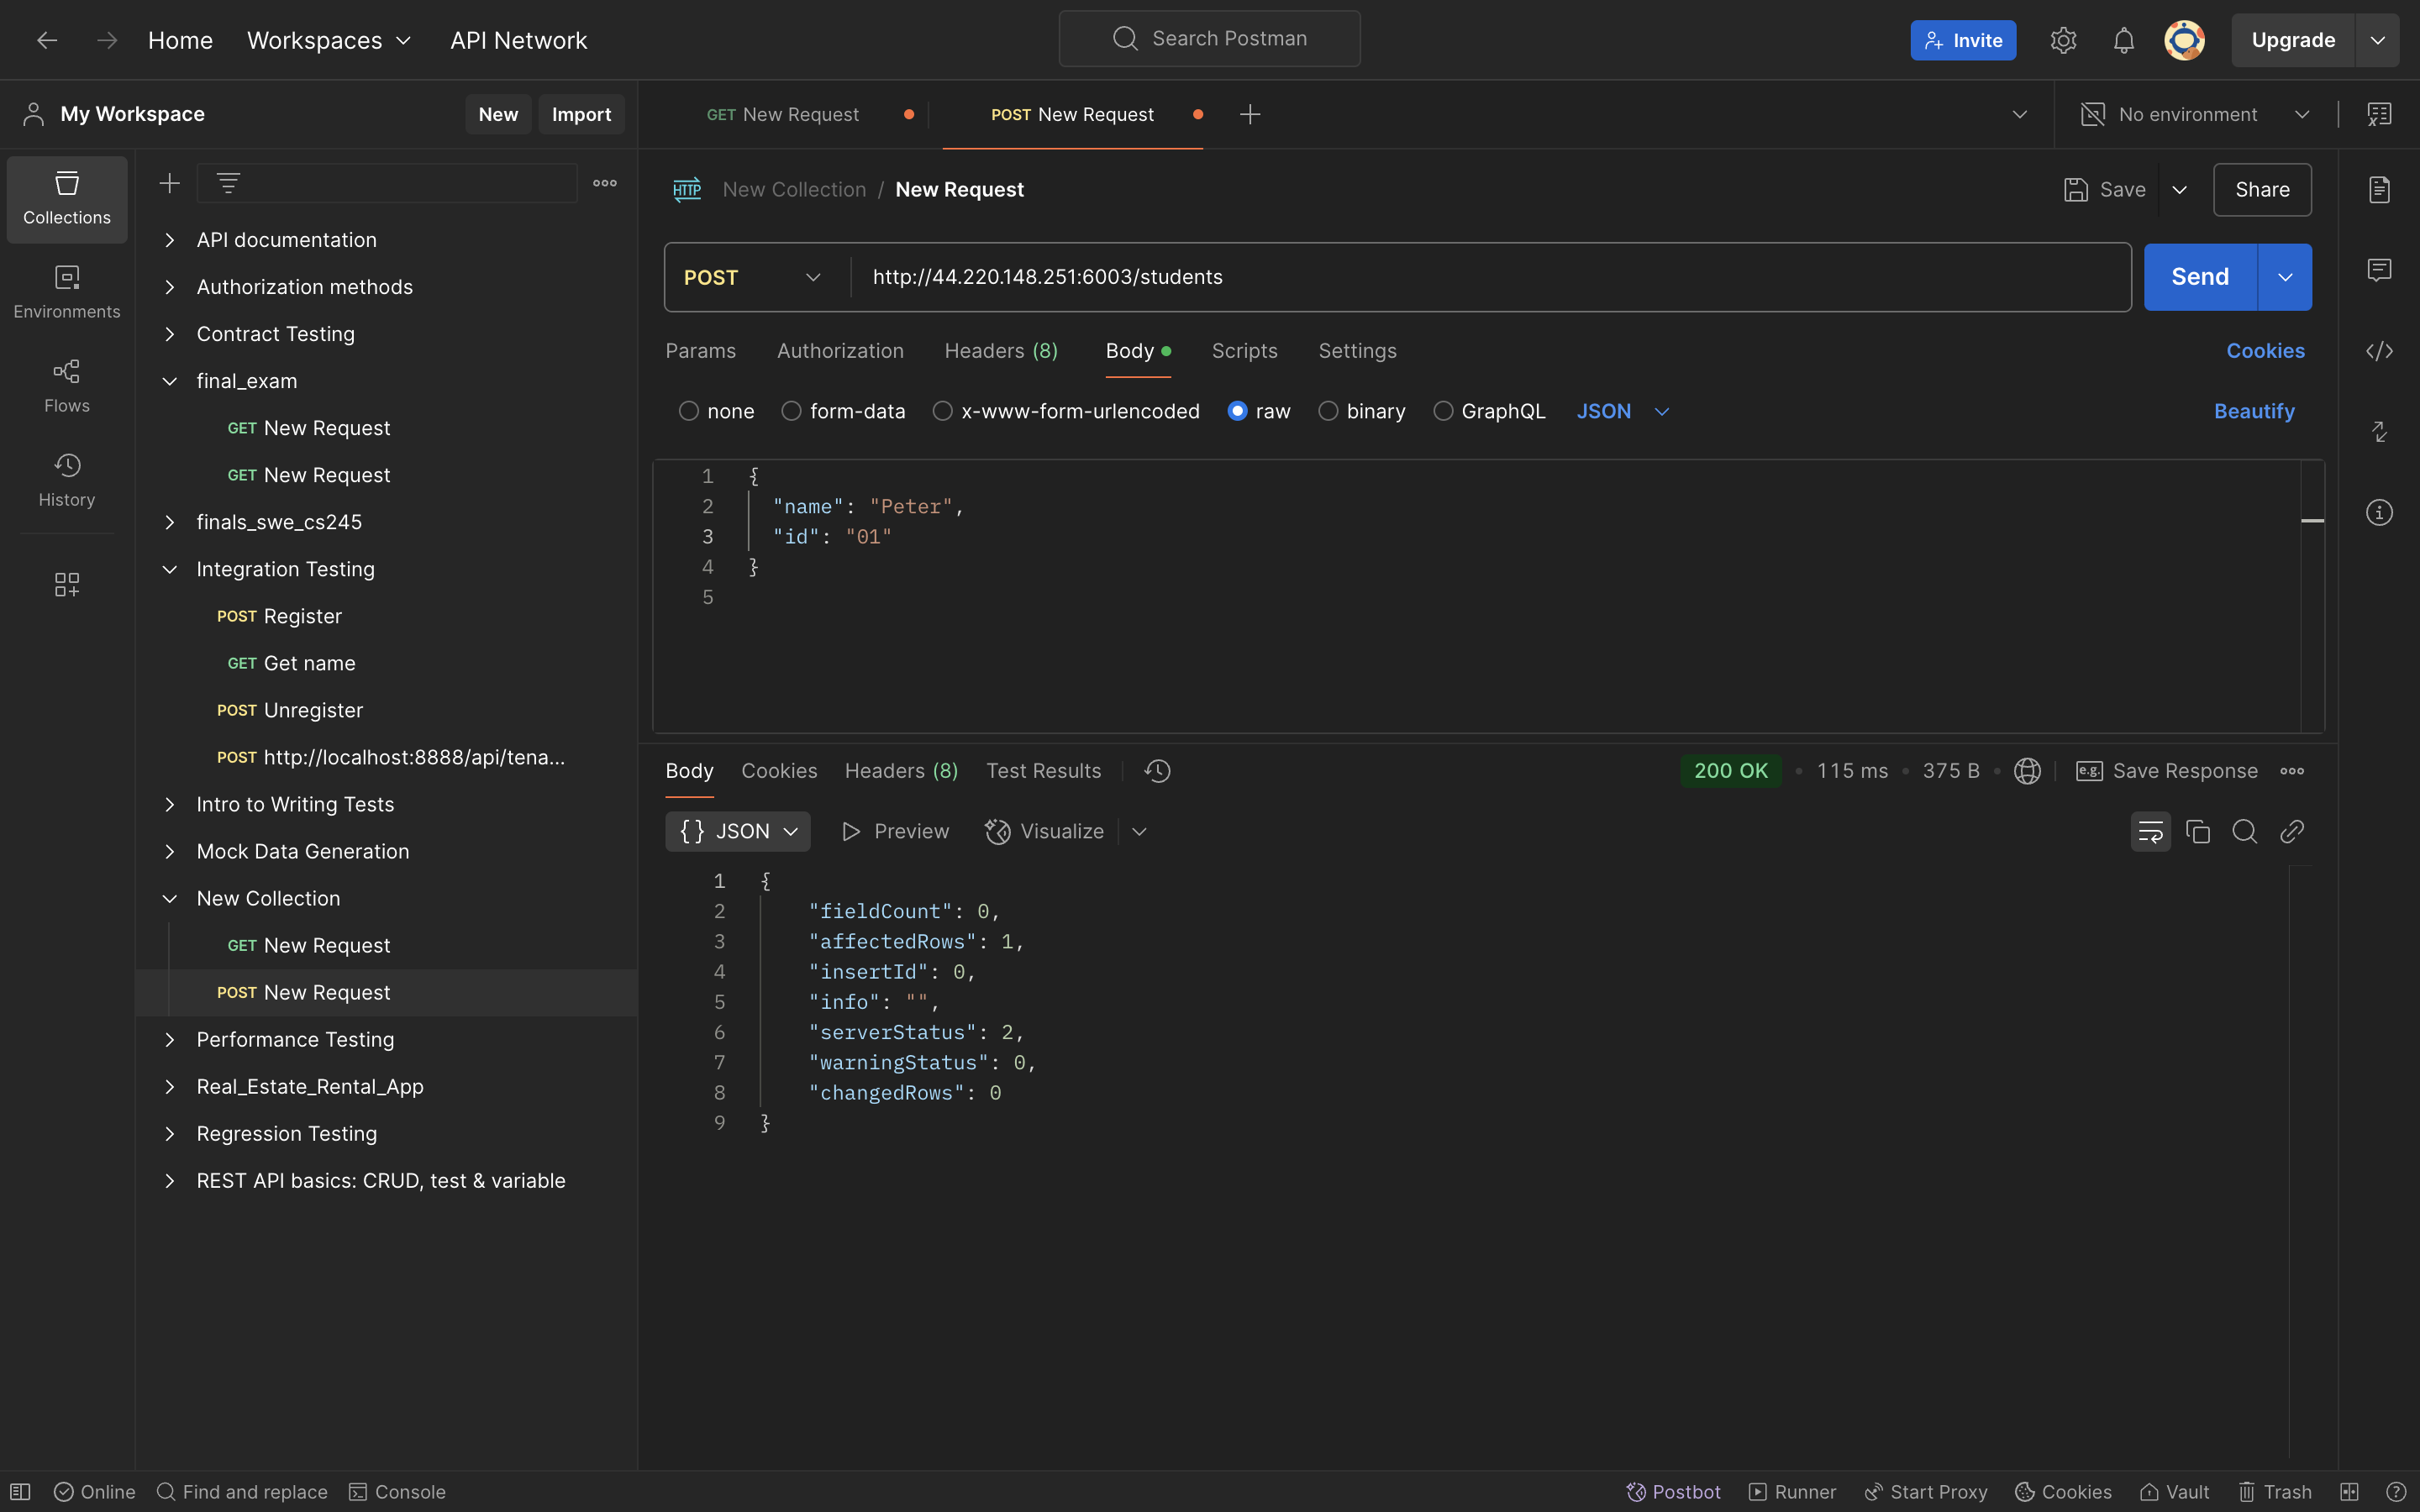 Home Workspaces API Network Search Postman Invite Upgrade
My Workspace New Import
GET New Request POST New Request No environment
Collections
Environments
Flows
History
API documentation
Authorization methods
Contract Testing
final_exam
GET New Request
GET New Request
finals_swe_cs245
Integration Testing
POST Register
GET Get name
POST Unregister
POST http://localhost:8888/api/tena...
Intro to Writing Tests
Mock Data Generation
New Collection
GET New Request
POST New Request
Performance Testing
Real_Estate_Rental_App
Regression Testing
REST API basics: CRUD, test & variable
HTTP New Collection / New Request Save Share
POST http://44.220.148.251:6003/students Send
Params Authorization Headers (8) Body Scripts Settings Cookies
none form-data x-www-form-urlencoded raw binary GraphQL JSON Beautify
1 {
2 "name": "Peter",
3 "id": "01"
4 }
5
Body Cookies Headers (8) Test Results 200 OK 115 ms 375 B e.g. Save Response
{} JSON Preview Visualize
1 {
2 "fieldCount": 0,
3 "affectedRows": 1,
4 "insertId": 0,
5 "info": "",
6 "serverStatus": 2,
7 "warningStatus": 0,
8 "changedRows": 0
9 }
Online Find and replace Console Postbot Runner Start Proxy Cookies Vault Trash